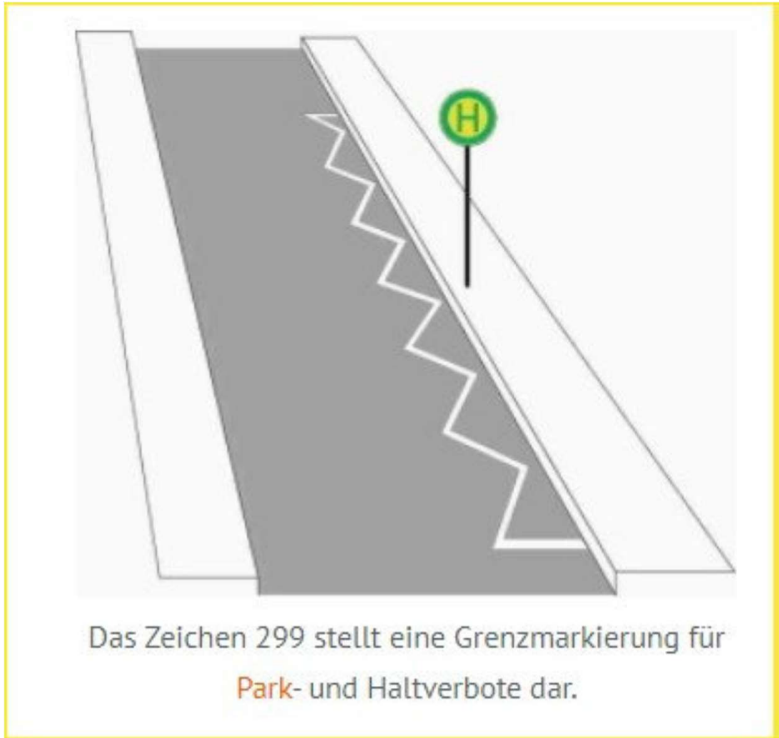 H
Das Zeichen 299 stellt eine Grenzmarkierung für
Park- und Haltverbote dar.